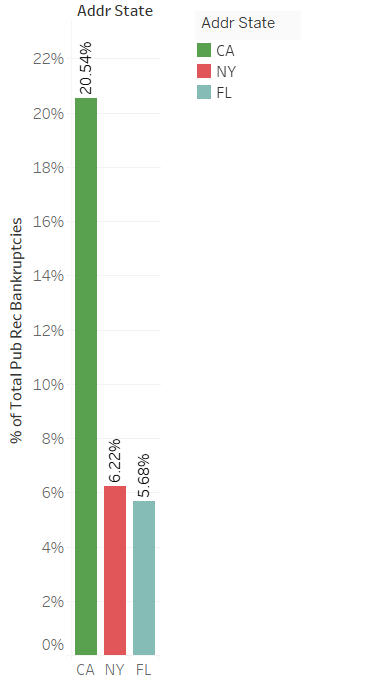 Addr State
Addr State
CA
NY
FL
% of Total Pub Rec Bankruptcies
22%
20%
18%
16%
14%
12%
10%
8%
6%
4%
2%
0%
20.54%
6.22%
5.68%
CA NY FL